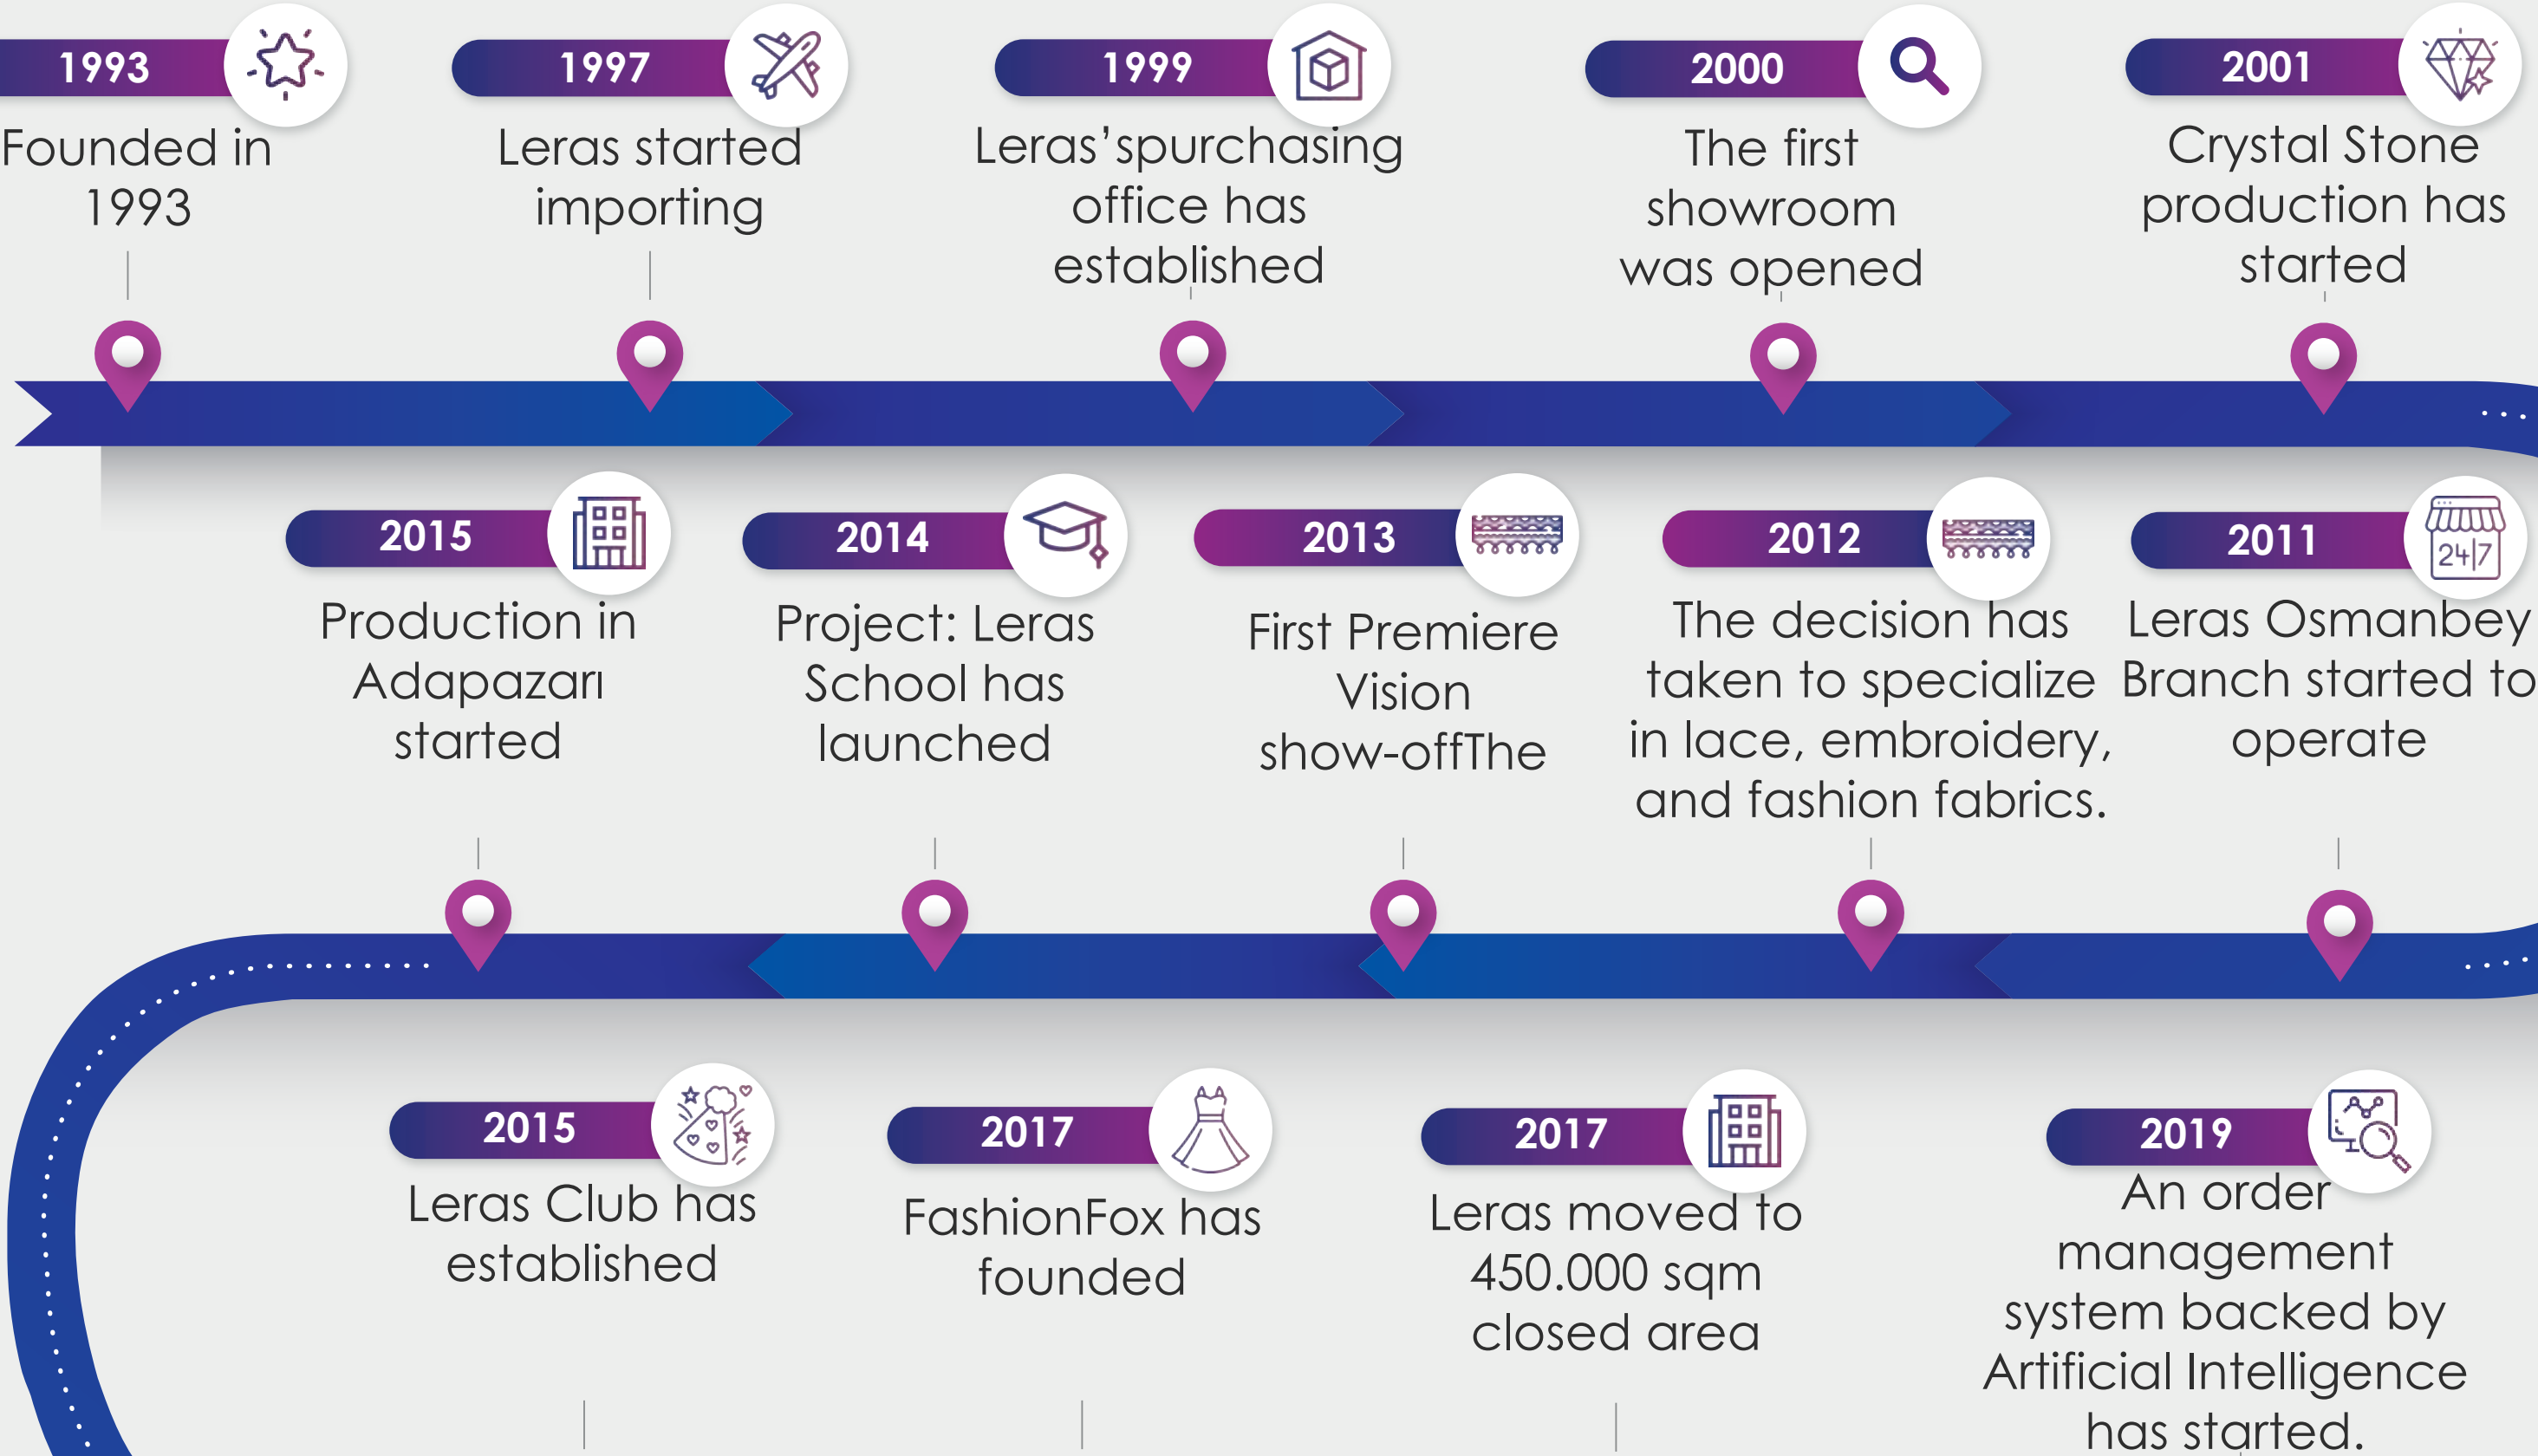 1993
Founded in
1993
1997
Leras started
importing
1999
Leras'spurchasing
office has
established
2000
The first
showroom
was opened
2001
Crystal Stone
production has
started
2015
Production in
Adapazarı
started
2014
Project: Leras
School has
launched
2013
First Premiere
Vision
show-offThe
2012
The decision has
taken to specialize
in lace, embroidery,
and fashion fabrics.
2011
24|7
Leras Osmanbey
Branch started to
operate
2015
Leras Club has
established
2017
FashionFox has
founded
2017
Leras moved to
450.000 sqm
closed area
2019
An order
management
system backed by
Artificial Intelligence
has started.